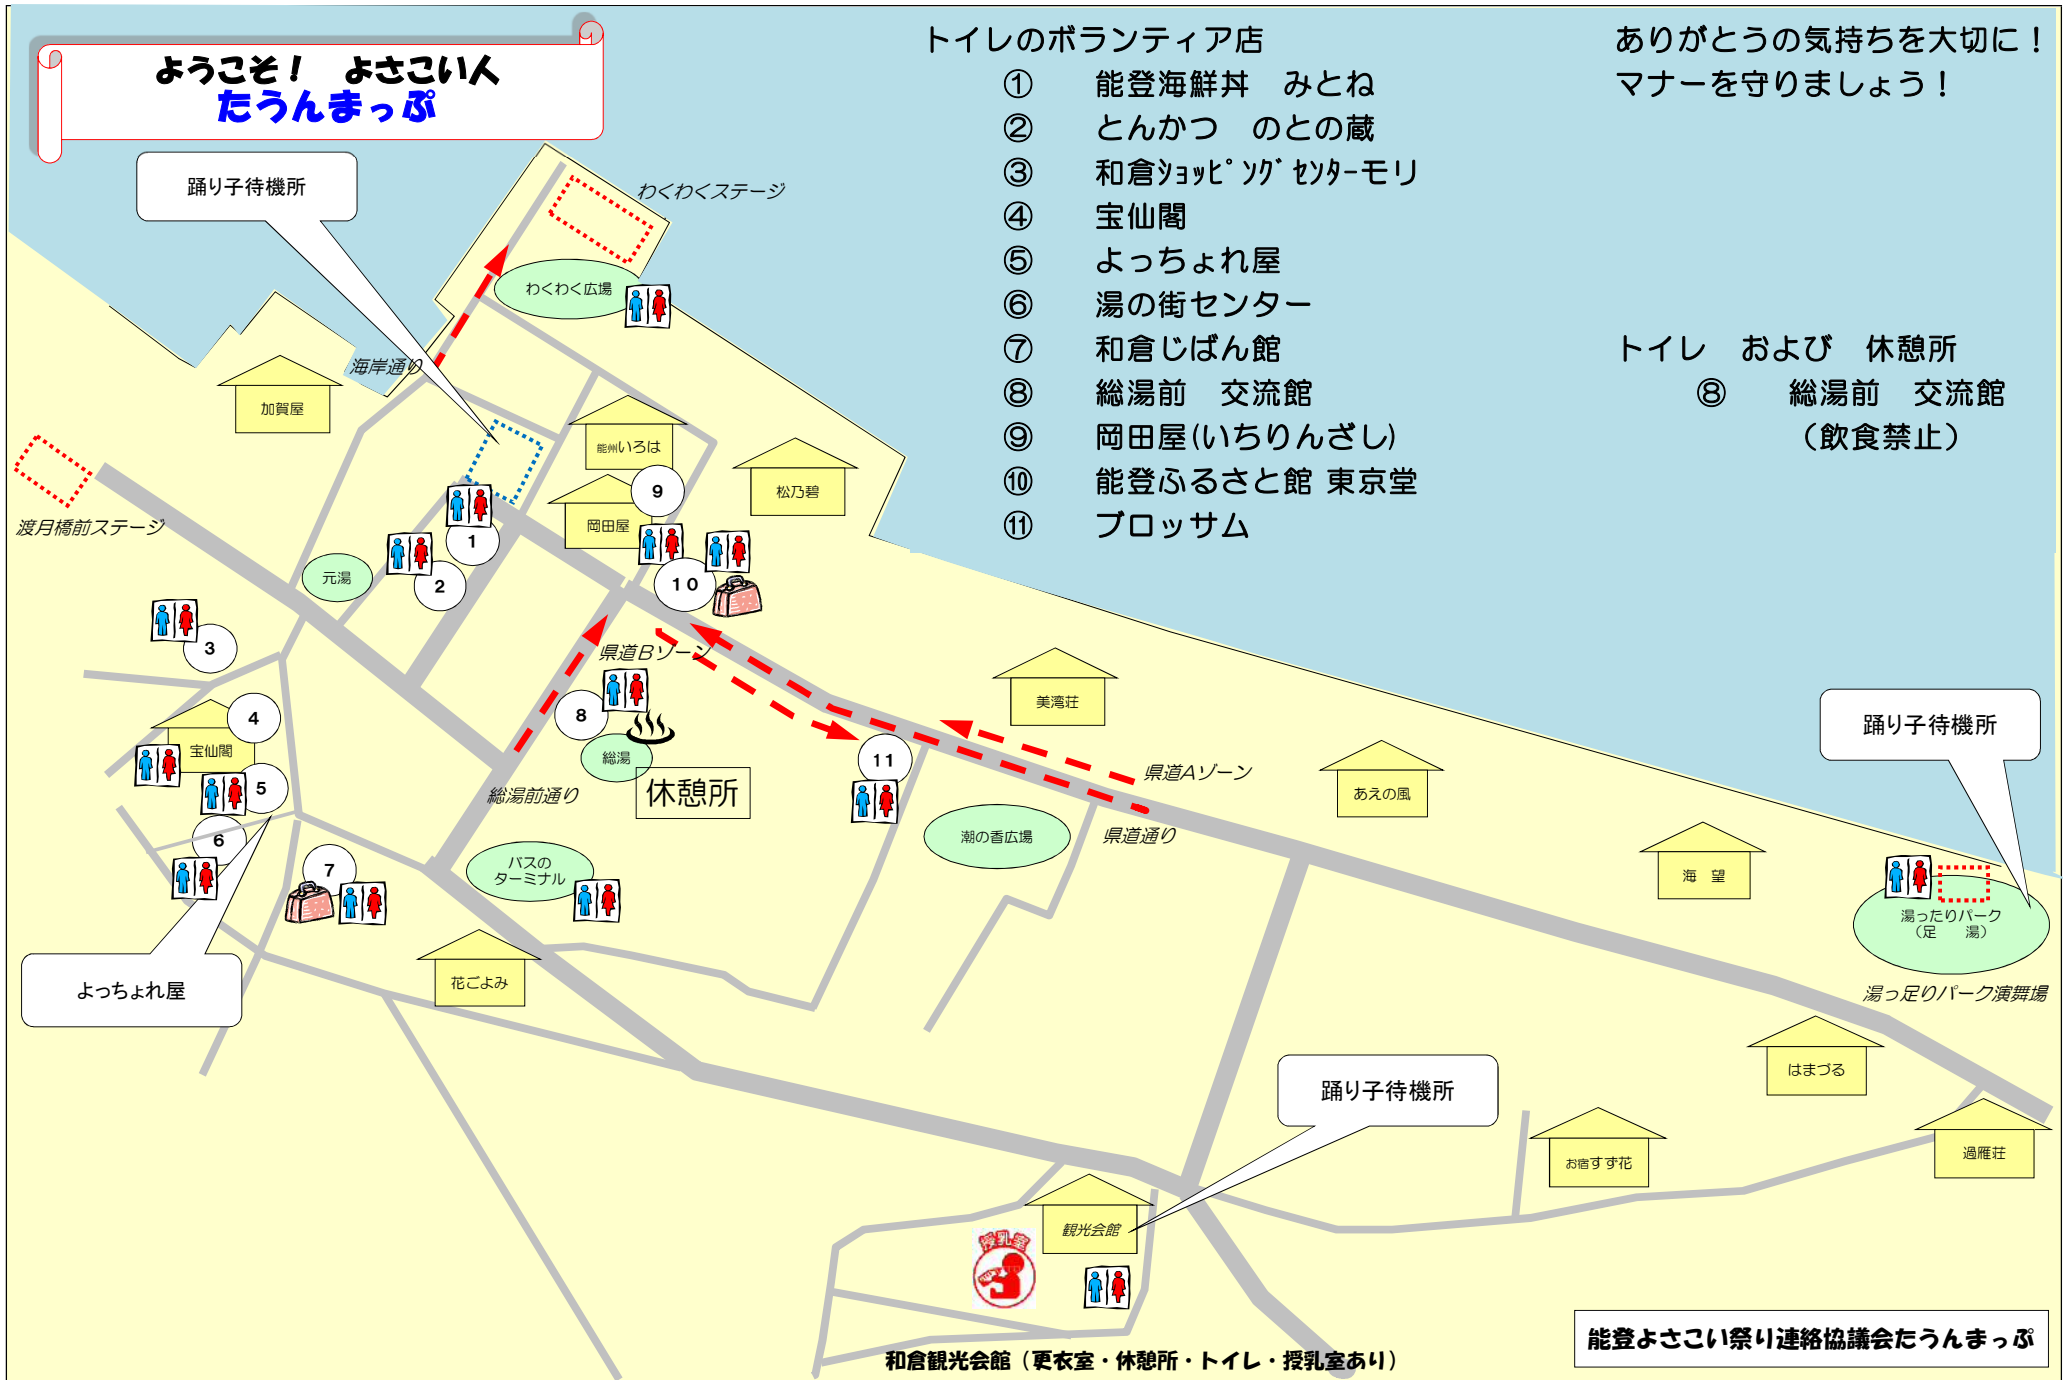 ようこそ！　よさこい人
たうんまっぷ
トイレのボランティア店
①　能登海鮮丼　みとね
②　とんかつ　のとの蔵
③　和倉ｼｮｯﾋﾟﾝｸﾞｾﾝﾀｰモリ
④　宝仙閣
⑤　よっちょれ屋
⑥　湯の街センター
⑦　和倉じばん館
⑧　総湯前　交流館
⑨　岡田屋(いちりんざし)
⑩　能登ふるさと館 東京堂
⑪　ブロッサム
ありがとうの気持ちを大切に！
マナーを守りましょう！
トイレ　および　休憩所
⑧　総湯前　交流館
（飲食禁止）
踊り子待機所
わくわくステージ
わくわく広場
海岸通り
加賀屋
能州いろは
9
松乃碧
岡田屋
渡月橋前ステージ
1
2
元湯
10
3
県道Bゾーン
4
宝仙閣
8
総湯
休憩所
総湯前通り
5
6
7
11
美湾荘
県道Aゾーン
県道通り
潮の香広場
あえの風
踊り子待機所
海　望
湯ったりパーク
（足　　湯）
湯っ足りパーク演舞場
バスの
ターミナル
よっちょれ屋
花ごよみ
はまづる
踊り子待機所
お宿すず花
過雁荘
観光会館
授乳室
和倉観光会館（更衣室・休憩所・トイレ・授乳室あり）
能登よさこい祭り連絡協議会たうんまっぷ